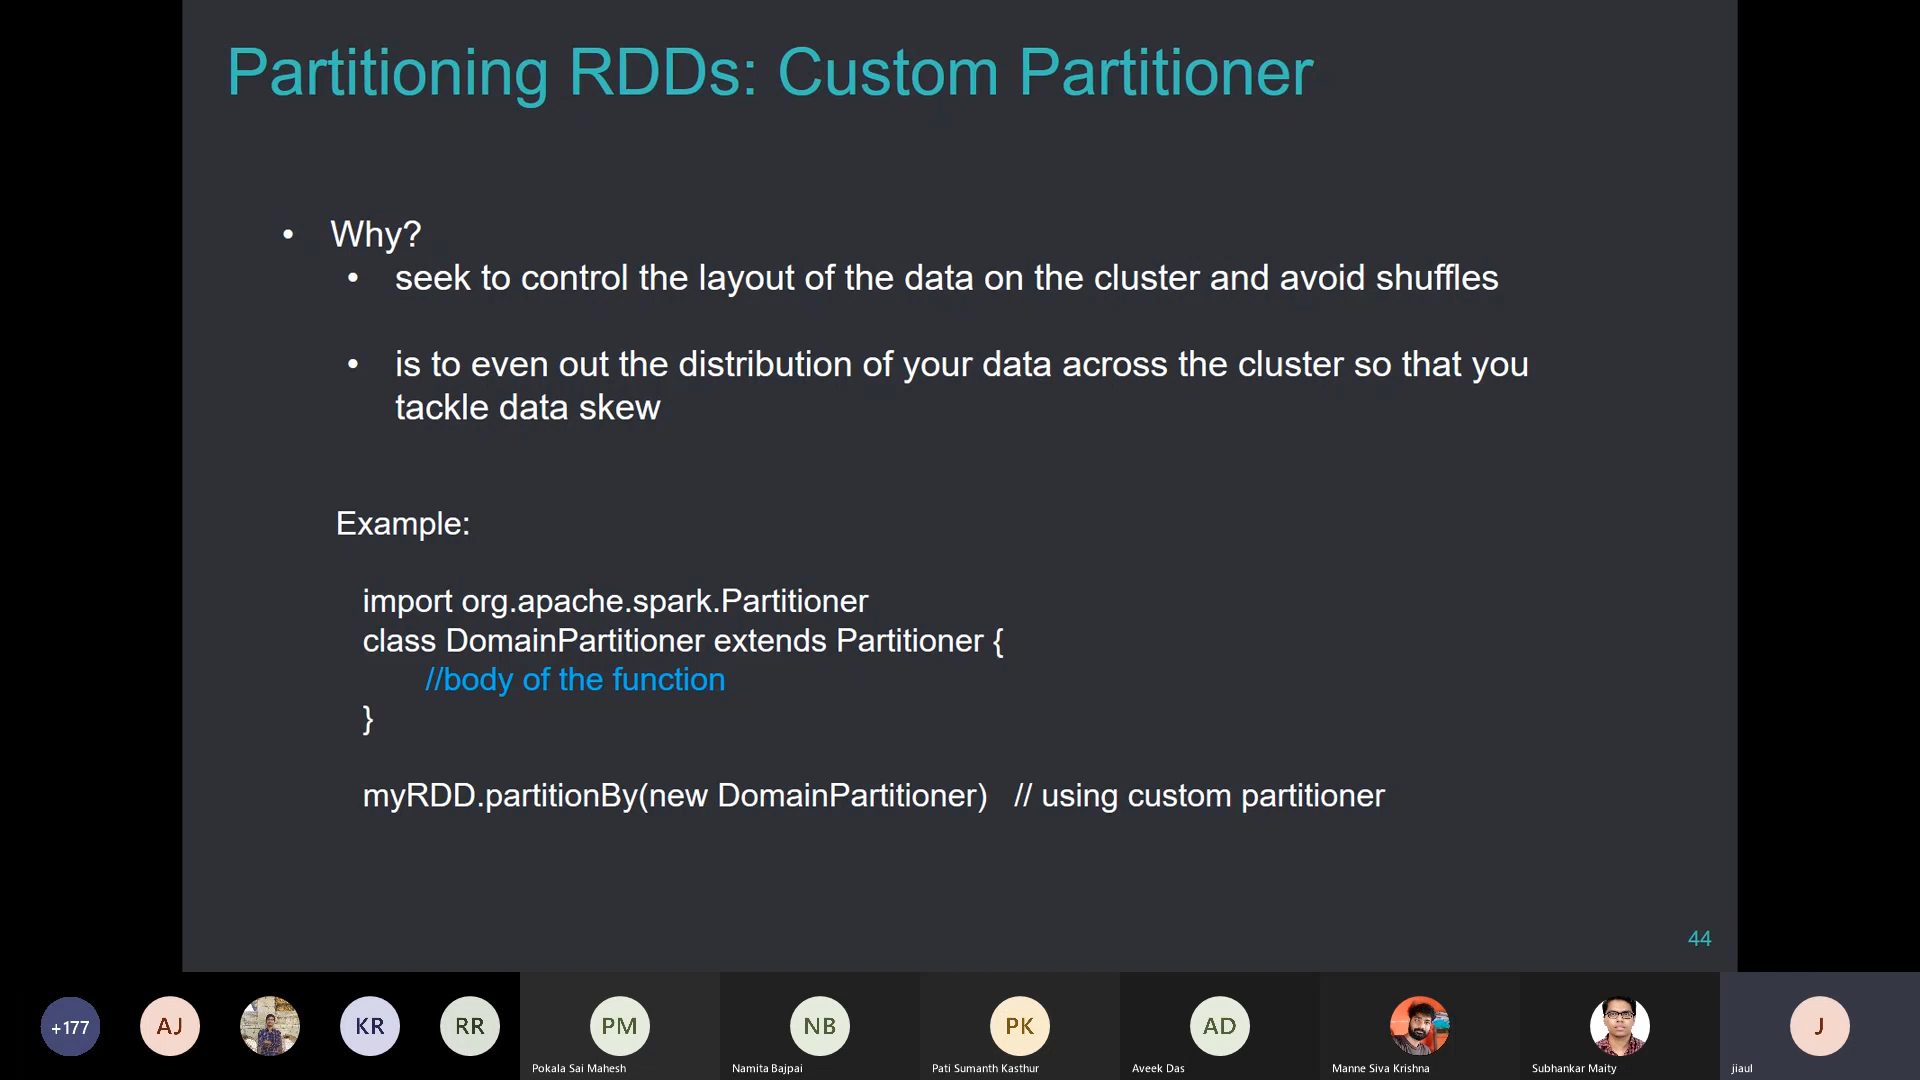 Partitioning RDDs: Custom Partitioner
• Why?
• seek to control the layout of the data on the cluster and avoid shuffles
• is to even out the distribution of your data across the cluster so that you
tackle data skew
Example:
import org.apache.spark.Partitioner
class DomainPartitioner extends Partitioner {
//body of the function
}
myRDD.partitionBy(new DomainPartitioner) // using custom partitioner
44
+177
AJ
KR
RR
PM
NB
PK
AD
J
Pokala Sai Mahesh
Namita Bajpai
Pati Sumanth Kasthur
Aveek Das
Manne Siva Krishna
Subhankar Maity
jiaul